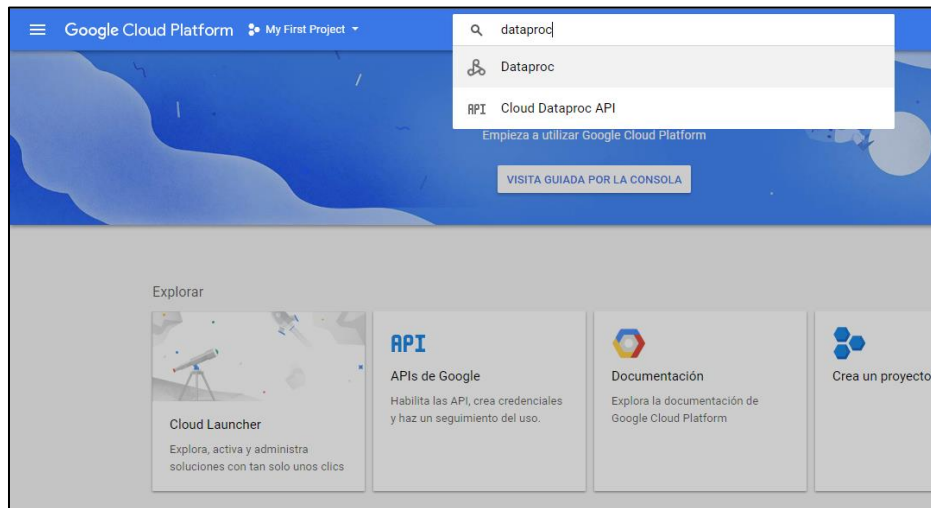 Google Cloud Platform My First Project
dataproc
Dataproc
API Cloud Dataproc API
Empieza a utilizar Google Cloud Platform
VISITA GUIADA POR LA CONSOLA
Explorar
Cloud Launcher
Explora, activa y administra
soluciones con tan solo unos clics
API
APIs de Google
Habilita las API, crea credenciales
y haz un seguimiento del uso.
Documentación
Explora la documentación de
Google Cloud Platform
Crea un proyecto